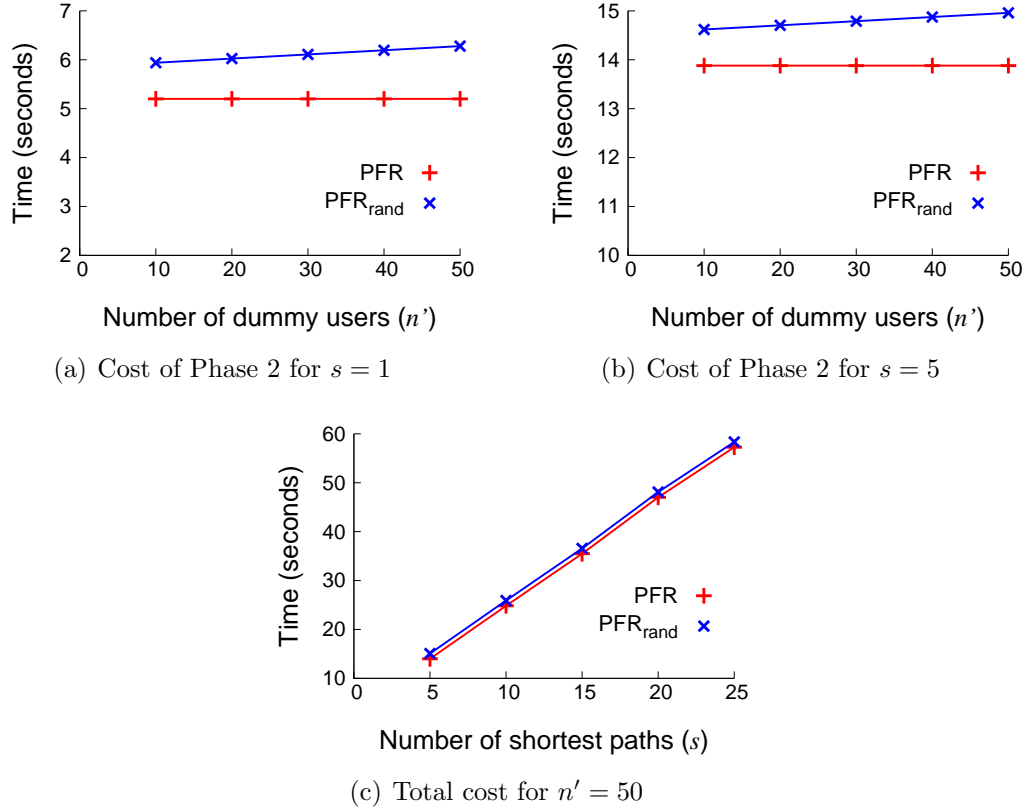 7
6
5
4
3
2
Time (seconds)
PFR
PFRrand
0 10 20 30 40 50
Number of dummy users (n’)
(a) Cost of Phase 2 for s = 1
15
14
13
12
11
10
Time (seconds)
PFR
PFRrand
0 10 20 30 40 50
Number of dummy users (n’)
(b) Cost of Phase 2 for s = 5
60
50
40
30
20
10
Time (seconds)
PFR
PFRrand
0 5 10 15 20 25
Number of shortest paths (s)
(c) Total cost for n′ = 50